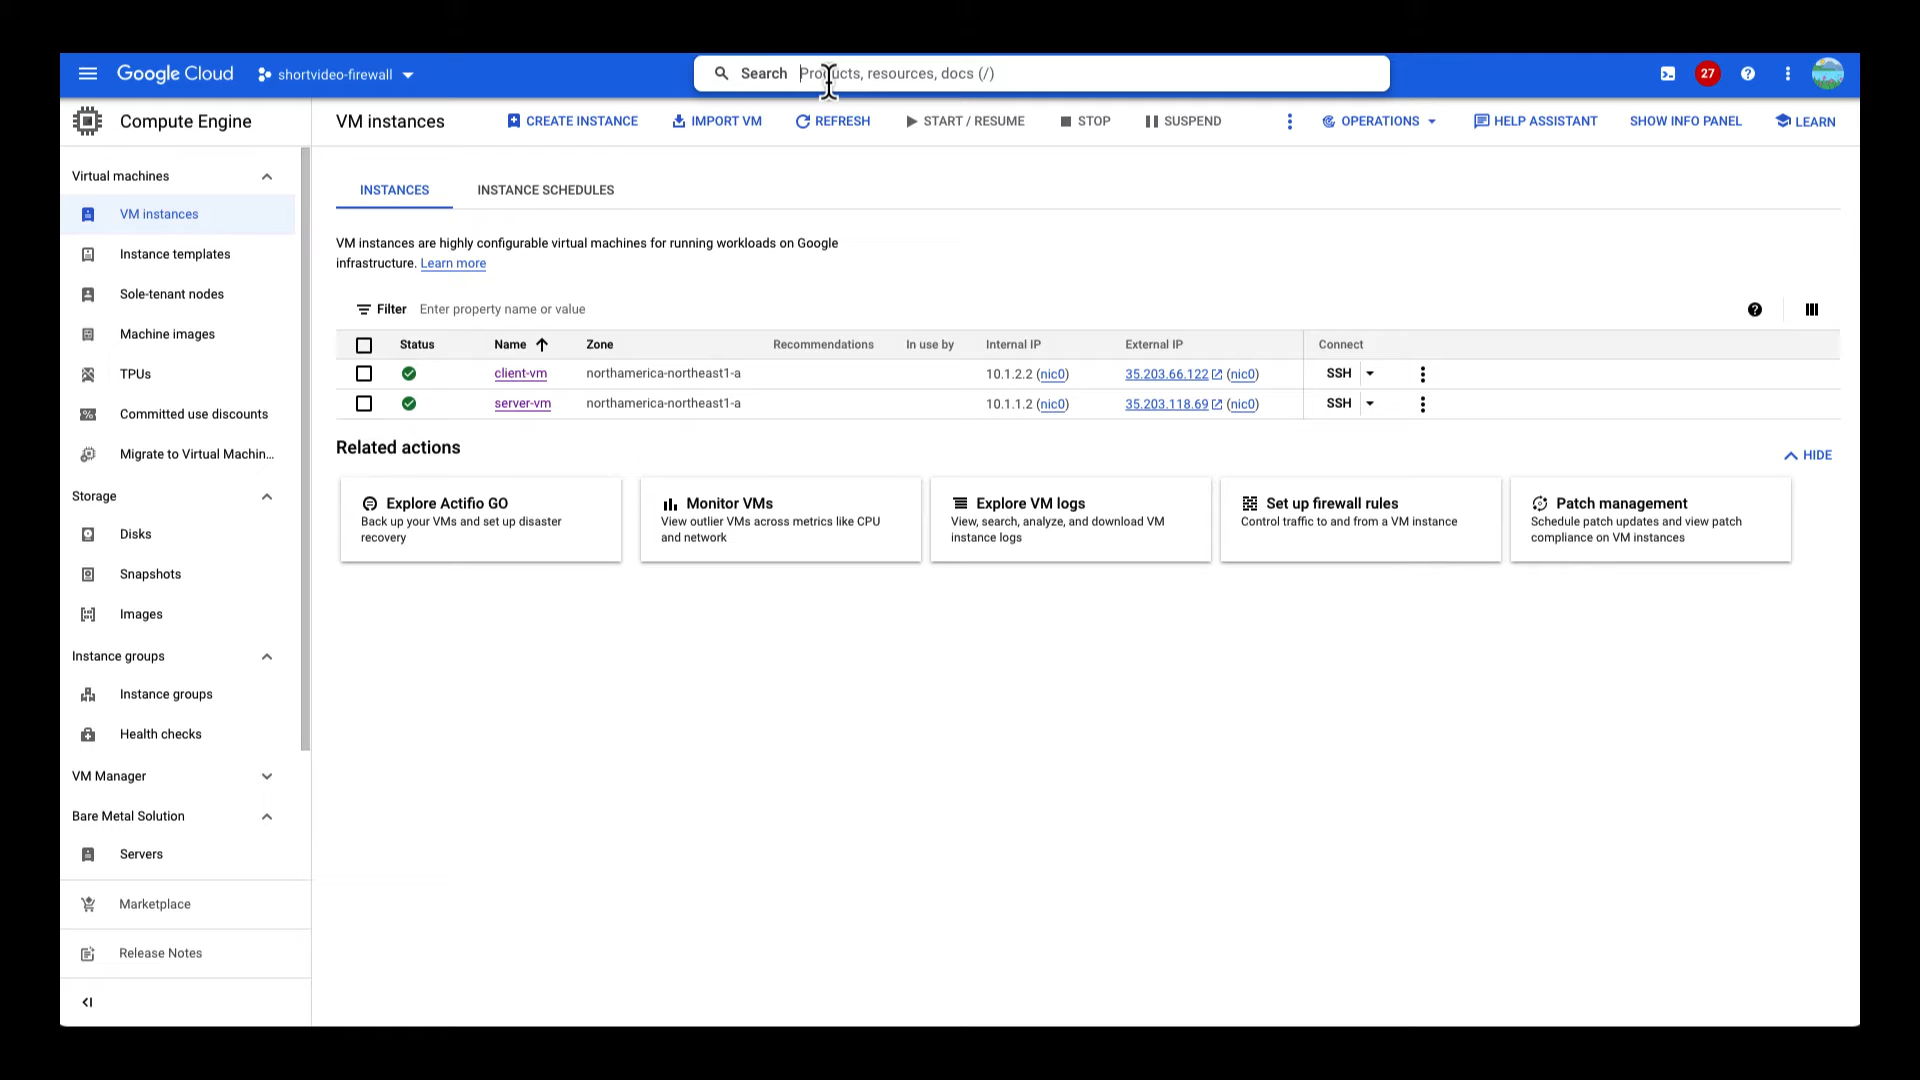 Google Cloud
shortvideo-firewall
Search Products, resources, docs (/)
27
Compute Engine
VM instances
CREATE INSTANCE
IMPORT VM
REFRESH
START / RESUME
STOP
SUSPEND
OPERATIONS
HELP ASSISTANT
SHOW INFO PANEL
LEARN
Virtual machines
VM instances
Instance templates
Sole-tenant nodes
Machine images
TPUs
Committed use discounts
Migrate to Virtual Machin...
Storage
Disks
Snapshots
Images
Instance groups
Instance groups
Health checks
VM Manager
Bare Metal Solution
Servers
Marketplace
Release Notes
INSTANCES
INSTANCE SCHEDULES
VM instances are highly configurable virtual machines for running workloads on Google
infrastructure. Learn more
Filter Enter property name or value
Status Name Zone Recommendations In use by Internal IP External IP Connect
client-vm northamerica-northeast1-a 10.1.2.2 (nic0) 35.203.66.122 (nic0) SSH
server-vm northamerica-northeast1-a 10.1.1.2 (nic0) 35.203.118.69 (nic0) SSH
Related actions
HIDE
Explore Actifio GO
Back up your VMs and set up disaster
recovery
Monitor VMs
View outlier VMs across metrics like CPU
and network
Explore VM logs
View, search, analyze, and download VM
instance logs
Set up firewall rules
Control traffic to and from a VM instance
Patch management
Schedule patch updates and view patch
compliance on VM instances